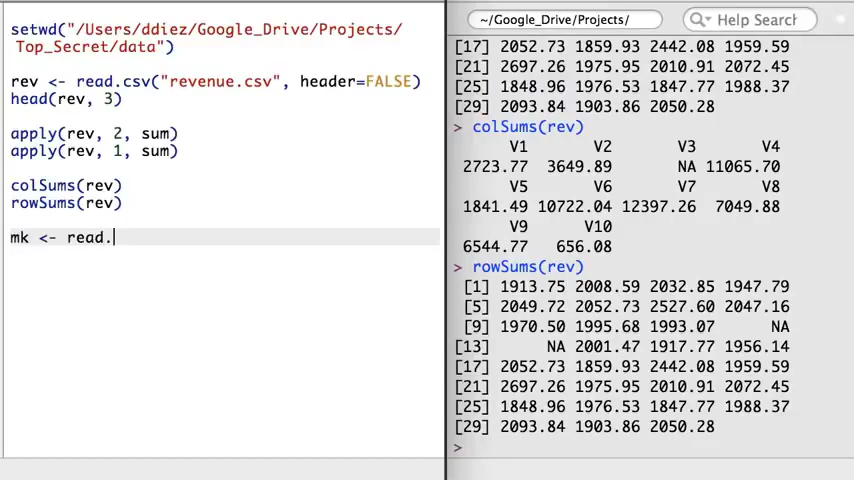 setwd("/Users/ddiez/Google_Drive/Projects/
Top_Secret/data")
rev <- read.csv("revenue.csv", header=FALSE)
head(rev, 3)
apply(rev, 2, sum)
apply(rev, 1, sum)
colSums(rev)
rowSums(rev)
mk <- read.
~/Google_Drive/Projects/
Help Search
[17] 2052.73 1859.93 2442.08 1959.59
[21] 2697.26 1975.95 2010.91 2072.45
[25] 1848.96 1976.53 1847.77 1988.37
[29] 2093.84 1903.86 2050.28
> colSums(rev)
V1 V2 V3 V4
2723.77 3649.89 NA 11065.70
V5 V6 V7 V8
1841.49 10722.04 12397.26 7049.88
V9 V10
6544.77 656.08
> rowSums(rev)
[1] 1913.75 2008.59 2032.85 1947.79
[5] 2049.72 2052.73 2527.60 2047.16
[9] 1970.50 1995.68 1993.07 NA
[13] NA 2001.47 1917.77 1956.14
[17] 2052.73 1859.93 2442.08 1959.59
[21] 2697.26 1975.95 2010.91 2072.45
[25] 1848.96 1976.53 1847.77 1988.37
[29] 2093.84 1903.86 2050.28
>